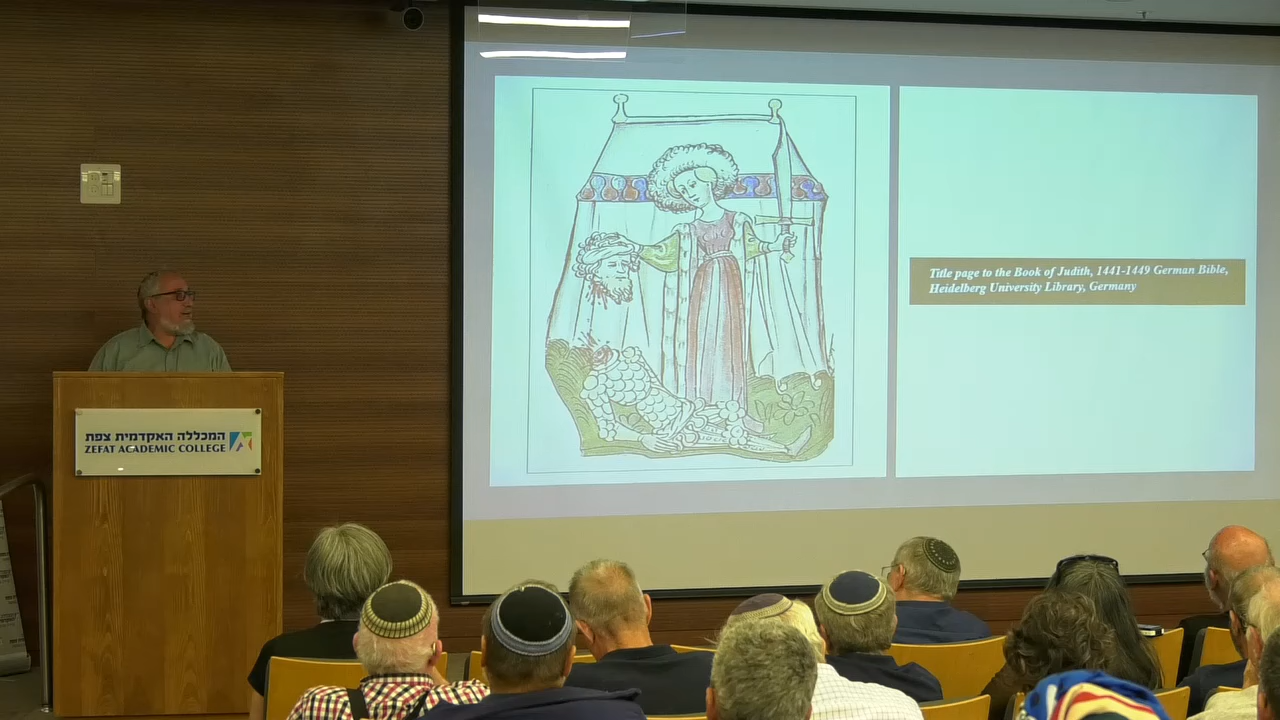 המכללה האקדמית צפת
ZEFAT ACADEMIC COLLEGE
Title page to the Book of Judith, 1441-1449 German Bible,
Heidelberg University Library, Germany